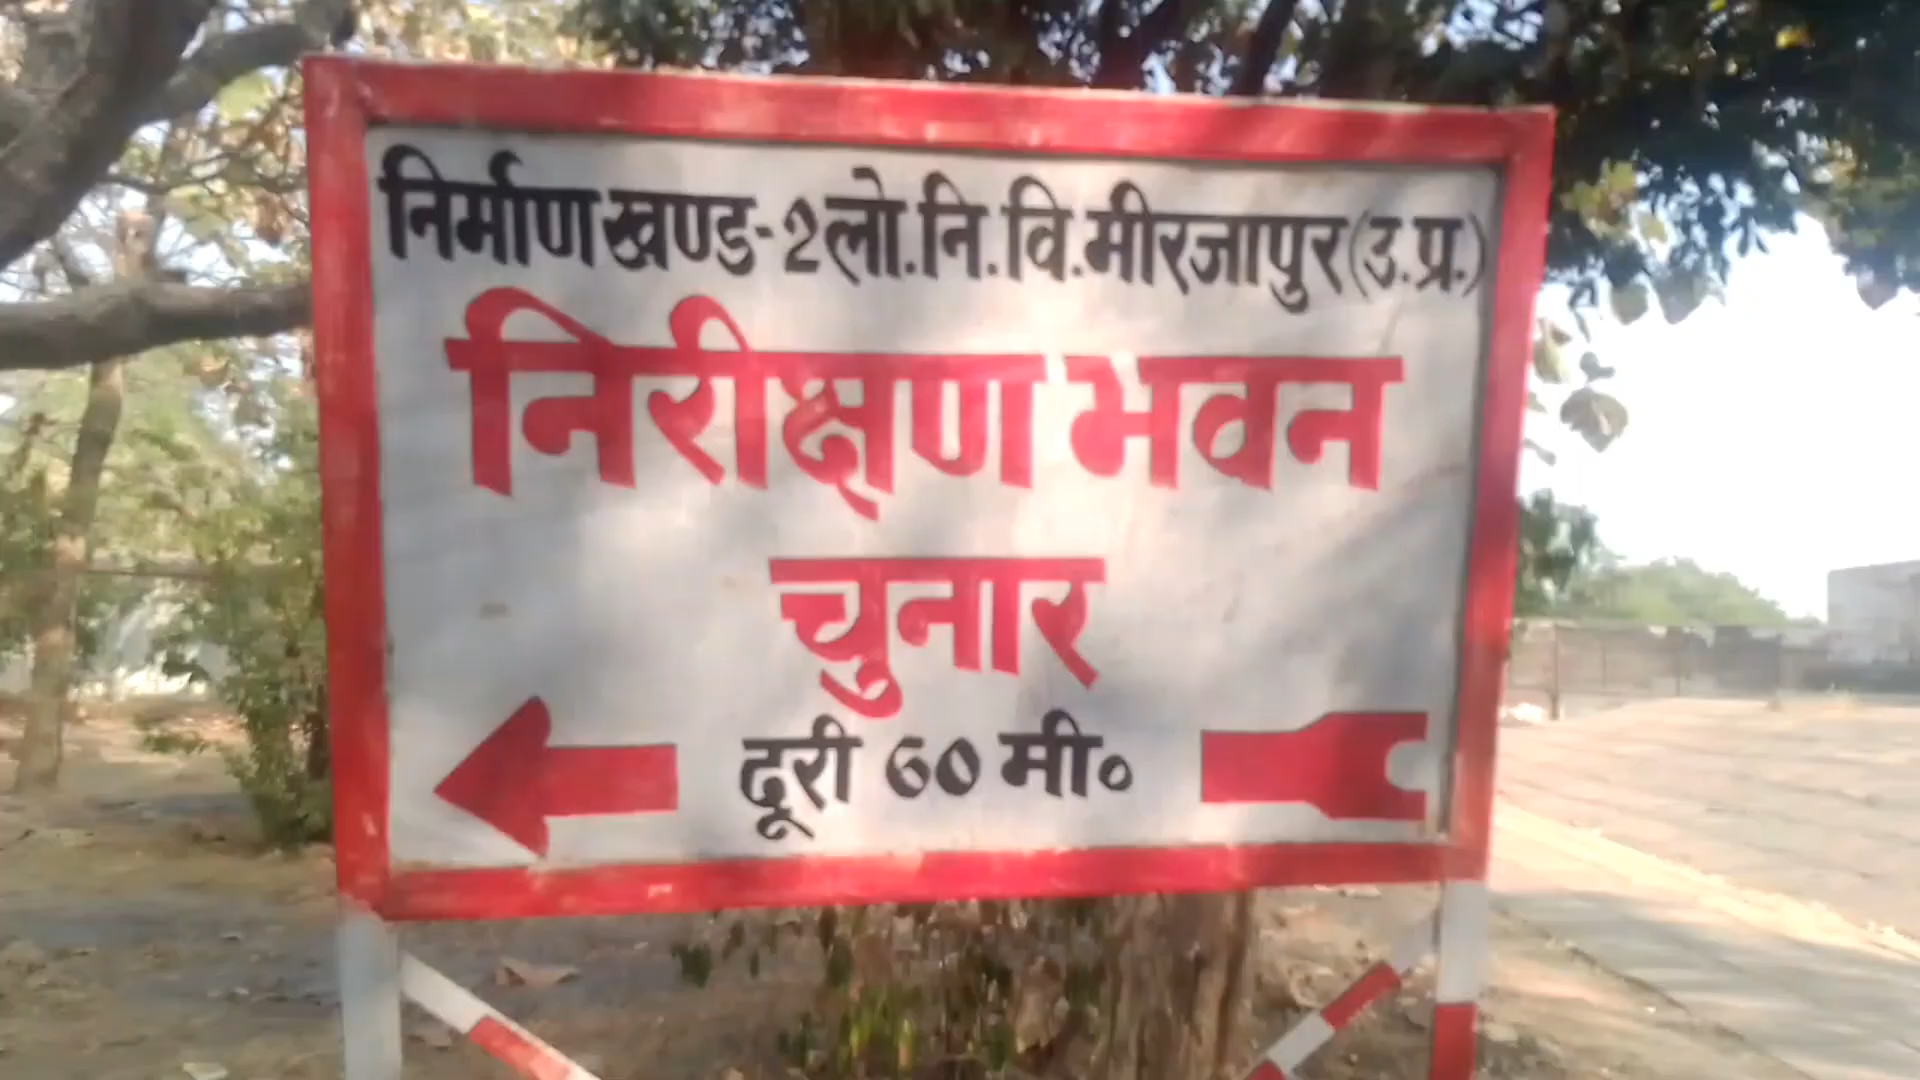 निर्माण खण्ड-2 लो.नि.वि.मीरजापुर(उ.प्र.)
निरीक्षण भवन
चुनार
दूरी 60 मी०